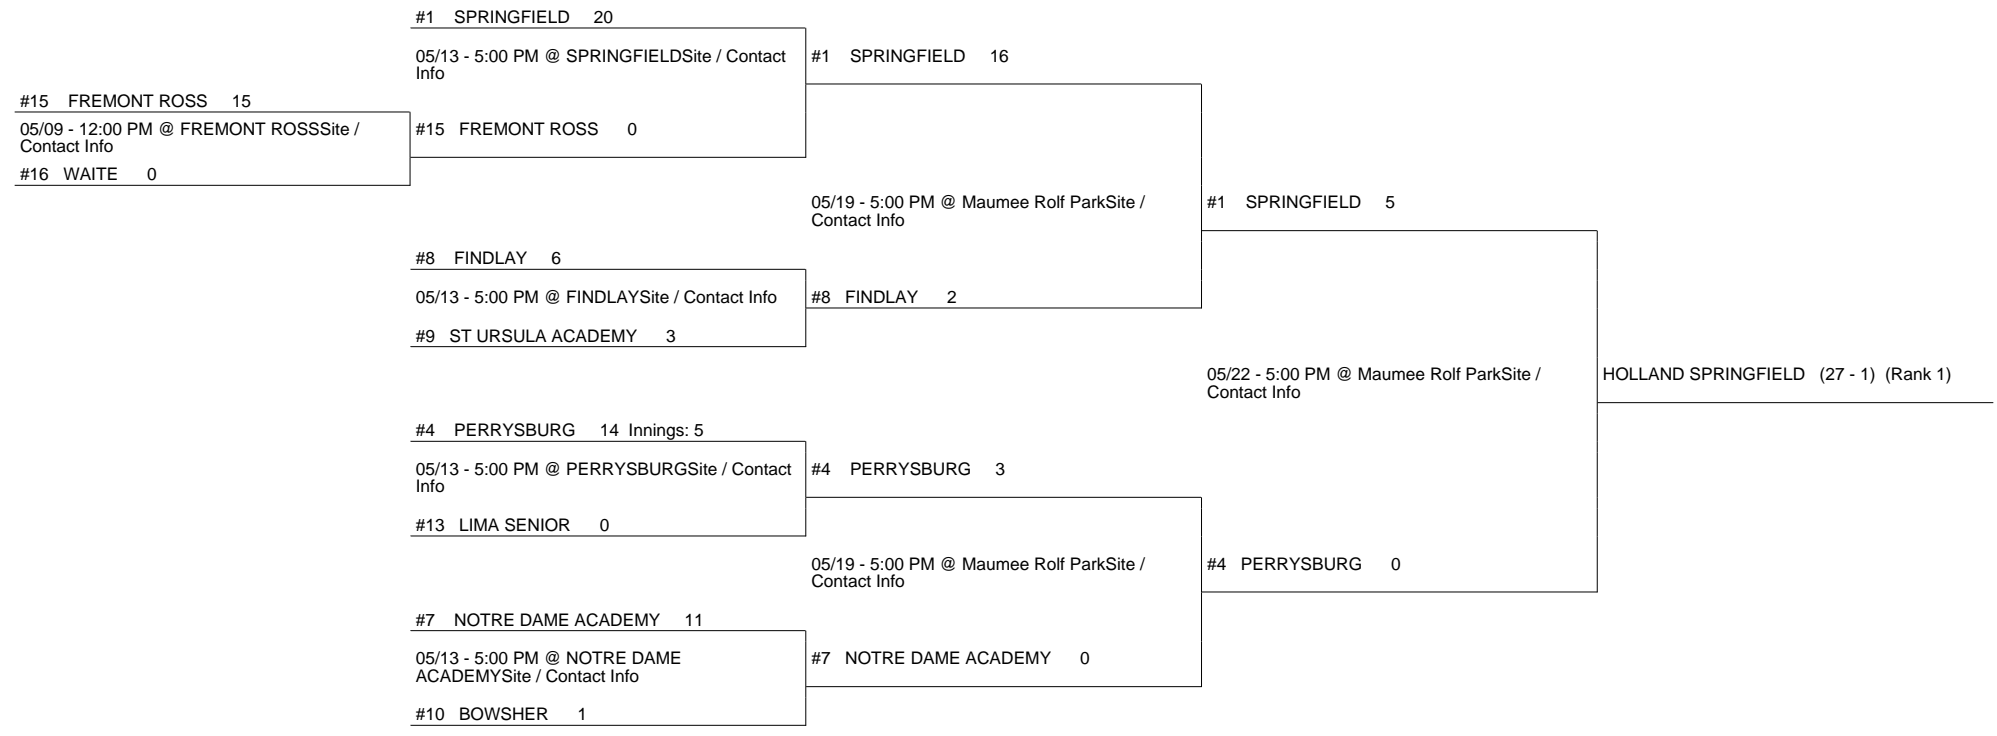 #1 SPRINGFIELD 20
05/13 - 5:00 PM @ SPRINGFIELDSite / Contact
Info
#1 SPRINGFIELD 16
#15 FREMONT ROSS 15
05/09 - 12:00 PM @ FREMONT ROSSSite /
Contact Info
#16 WAITE 0
#15 FREMONT ROSS 0
05/19 - 5:00 PM @ Maumee Rolf ParkSite /
Contact Info
#1 SPRINGFIELD 5
#8 FINDLAY 6
05/13 - 5:00 PM @ FINDLAYSite / Contact Info
#9 ST URSULA ACADEMY 3
#8 FINDLAY 2
05/22 - 5:00 PM @ Maumee Rolf ParkSite /
Contact Info
HOLLAND SPRINGFIELD (27 - 1) (Rank 1)
#4 PERRYSBURG 14 Innings: 5
05/13 - 5:00 PM @ PERRYSBURGSite / Contact
Info
#13 LIMA SENIOR 0
#4 PERRYSBURG 3
05/19 - 5:00 PM @ Maumee Rolf ParkSite /
Contact Info
#4 PERRYSBURG 0
#7 NOTRE DAME ACADEMY 11
05/13 - 5:00 PM @ NOTRE DAME
ACADEMYSite / Contact Info
#10 BOWSHER 1
#7 NOTRE DAME ACADEMY 0